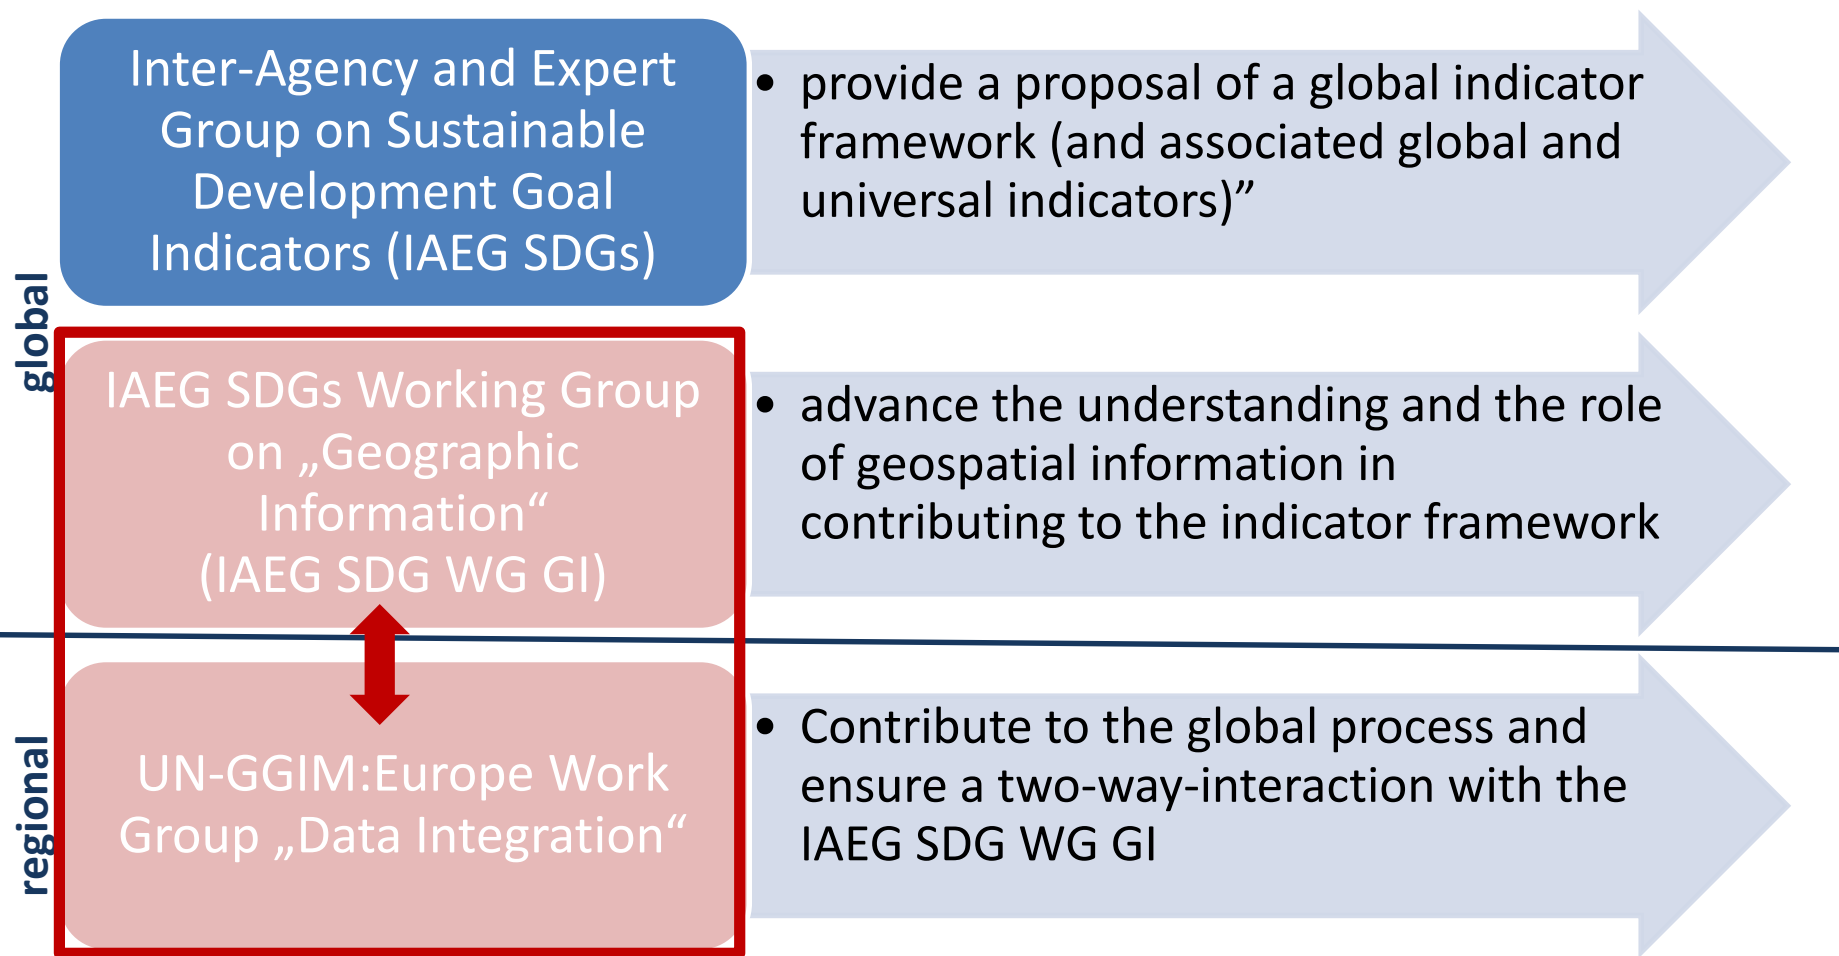 Inter-Agency and Expert
Group on Sustainable
Development Goal
Indicators (IAEG SDGs)
• provide a proposal of a global indicator
framework (and associated global and
universal indicators)”
global
IAEG SDGs Working Group
on „Geographic
Information“
(IAEG SDG WG GI)
• advance the understanding and the role
of geospatial information in
contributing to the indicator framework
regional
UN-GGIM:Europe Work
Group „Data Integration“
• Contribute to the global process and
ensure a two-way-interaction with the
IAEG SDG WG GI